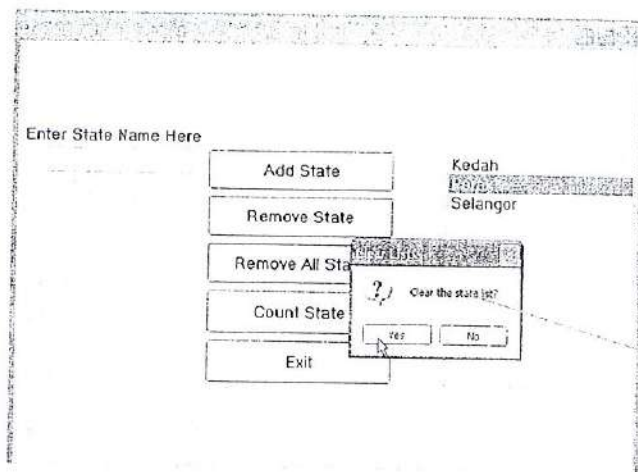 Enter State Name Here
Add State
Remove State
Remove All Sta
Count State
Exit
Kedah
Selangor
Clear the state list?
Yes
No